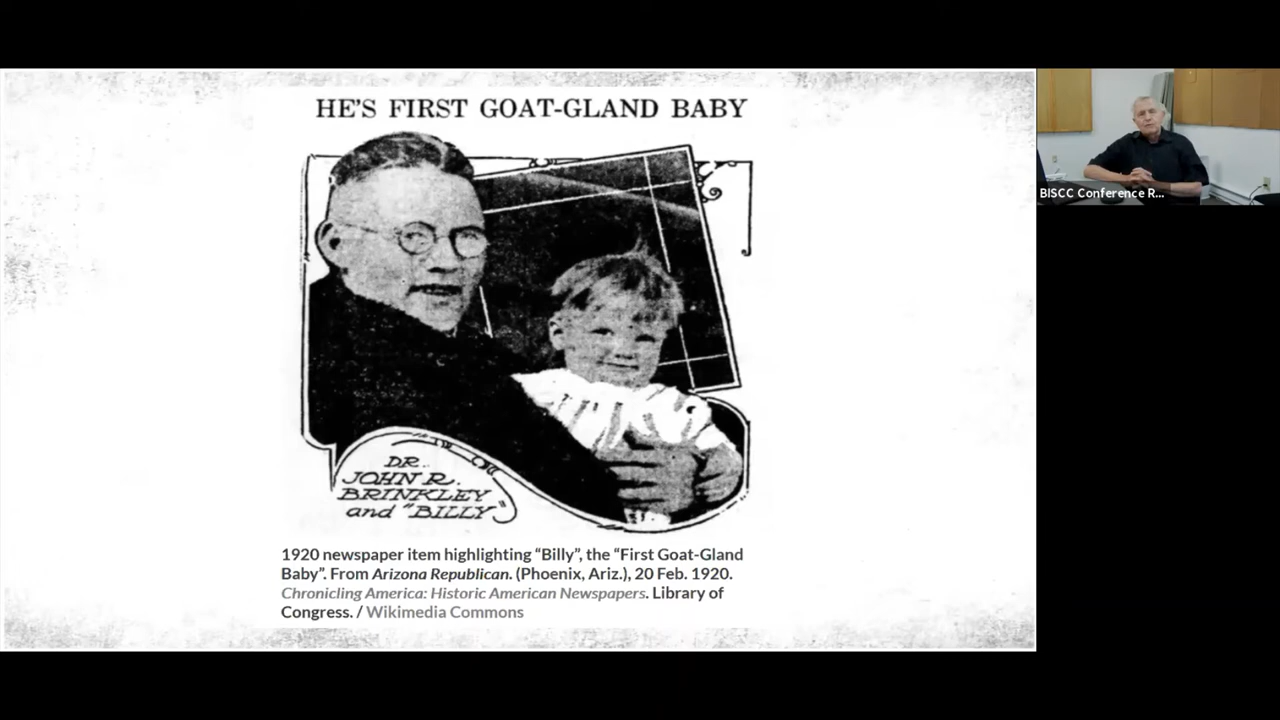 HE'S FIRST GOAT-GLAND BABY
DR.
JOHN R.
BRINKLEY
and "BILLY"
1920 newspaper item highlighting “Billy”, the “First Goat-Gland
Baby”. From Arizona Republican. (Phoenix, Ariz.), 20 Feb. 1920.
Chronicling America: Historic American Newspapers. Library of
Congress. / Wikimedia Commons
BISCC Conference R...